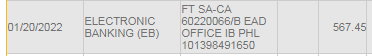 01/20/2022 ELECTRONIC BANKING (EB) FT SA-CA 60220066/B EAD OFFICE IB PHL 101398491650 567.45